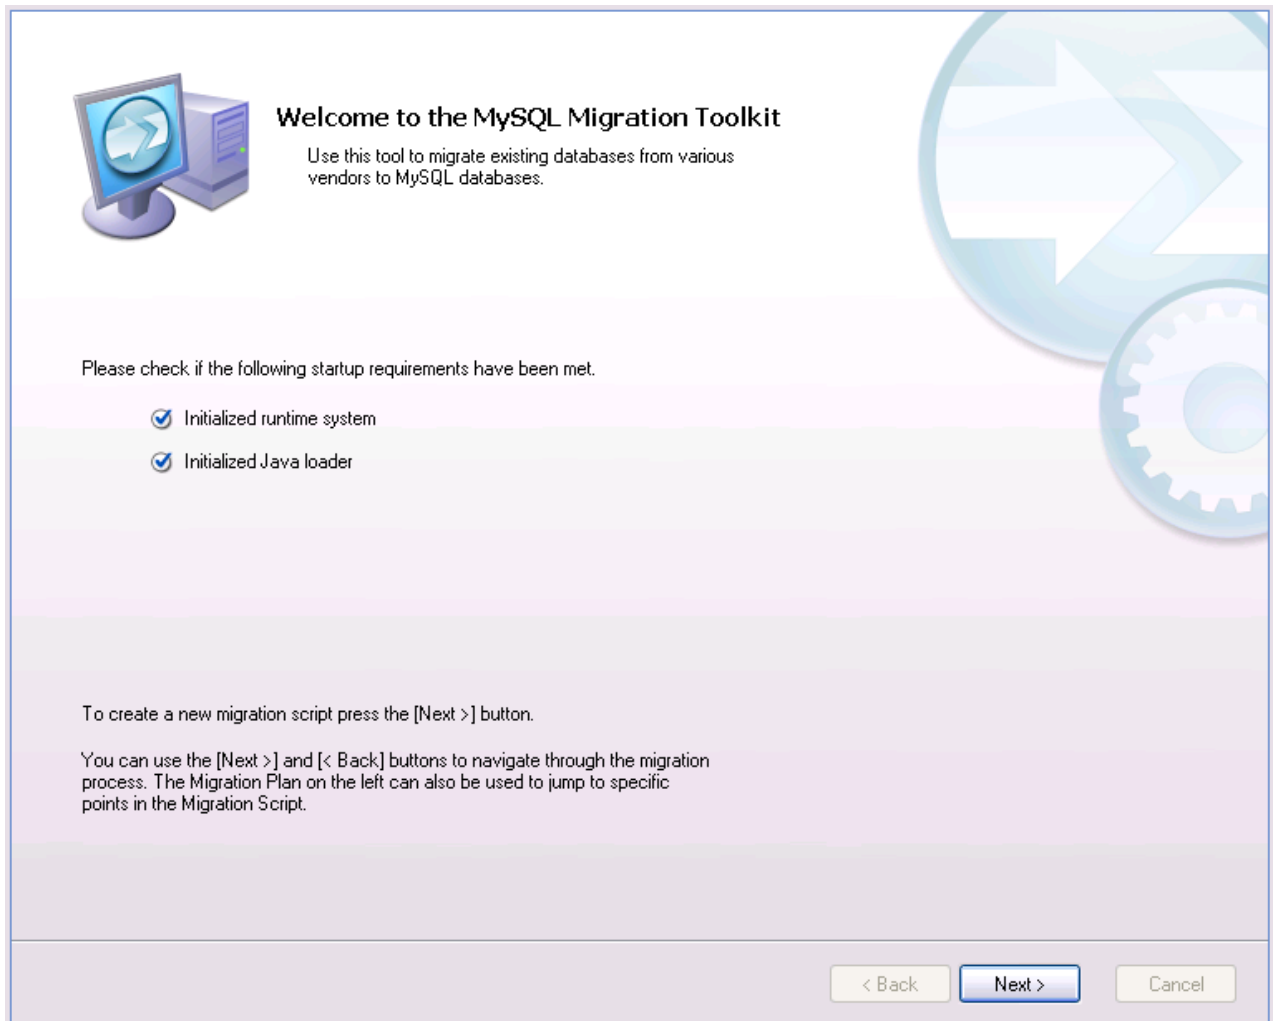 Welcome to the MySQL Migration Toolkit
Use this tool to migrate existing databases from various
vendors to MySQL databases.
Please check if the following startup requirements have been met.
Initialized runtime system
Initialized Java loader
To create a new migration script press the [Next >] button.
You can use the [Next >] and [< Back] buttons to navigate through the migration
process. The Migration Plan on the left can also be used to jump to specific
points in the Migration Script.
< Back Next > Cancel